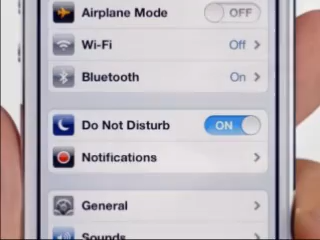 Airplane Mode OFF
Wi-Fi Off
Bluetooth On
Do Not Disturb ON
Notifications
General
Sounds